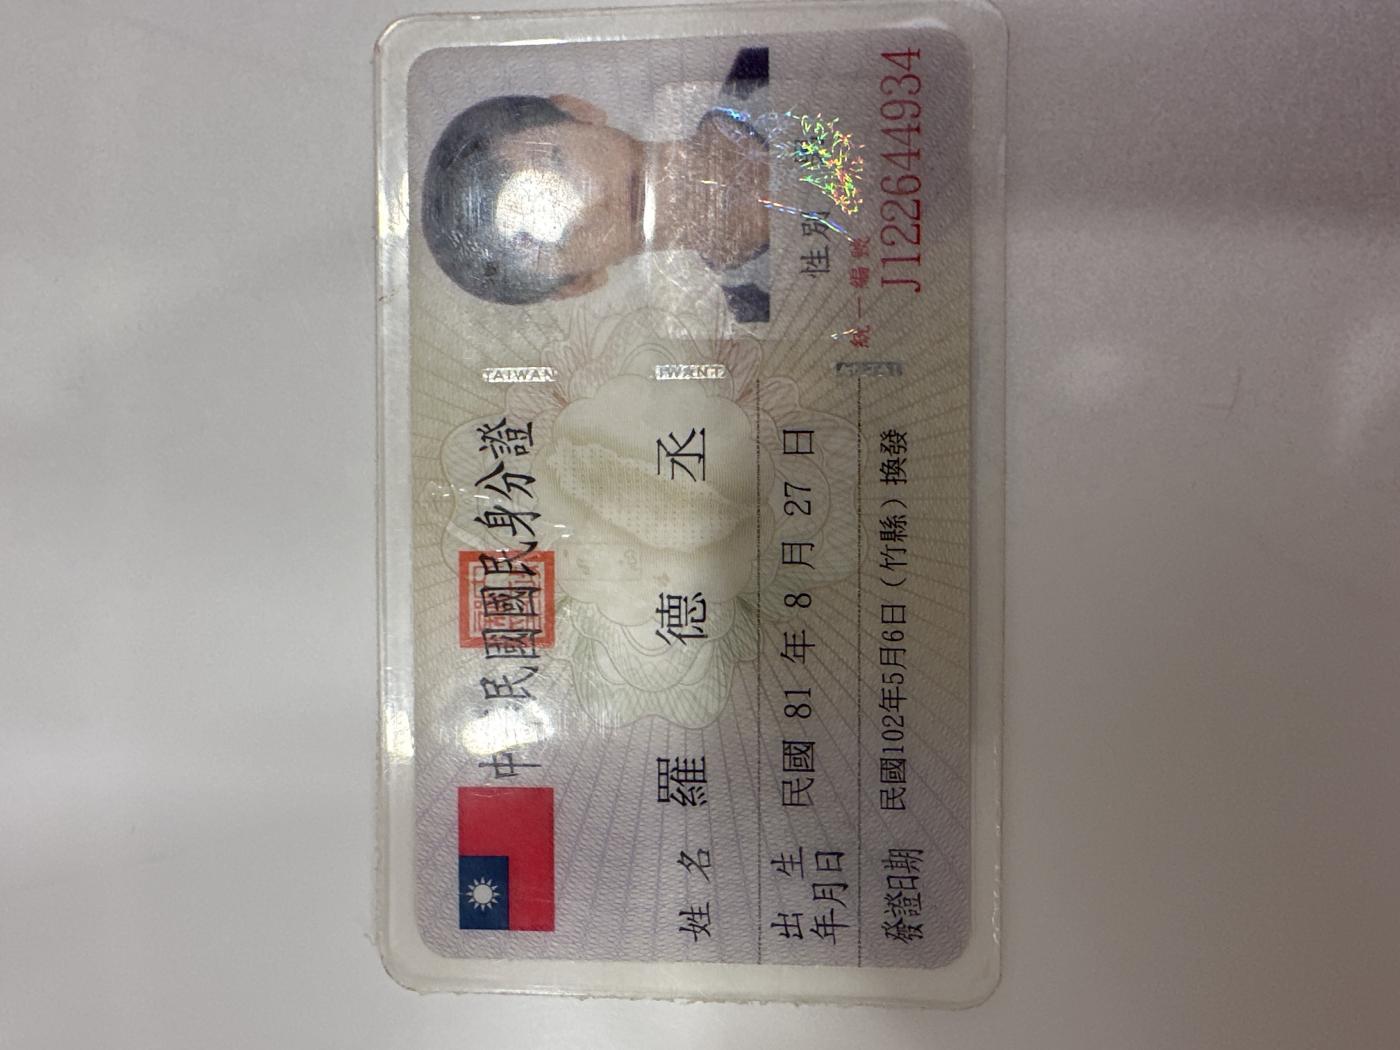 中華民國國民身分證
姓名 羅德丞
出生年月日 民國 81 年 8 月 27 日
性別
發證日期 民國102年5月6日（竹縣）換發
統一編號
J122644934
TAIWAN